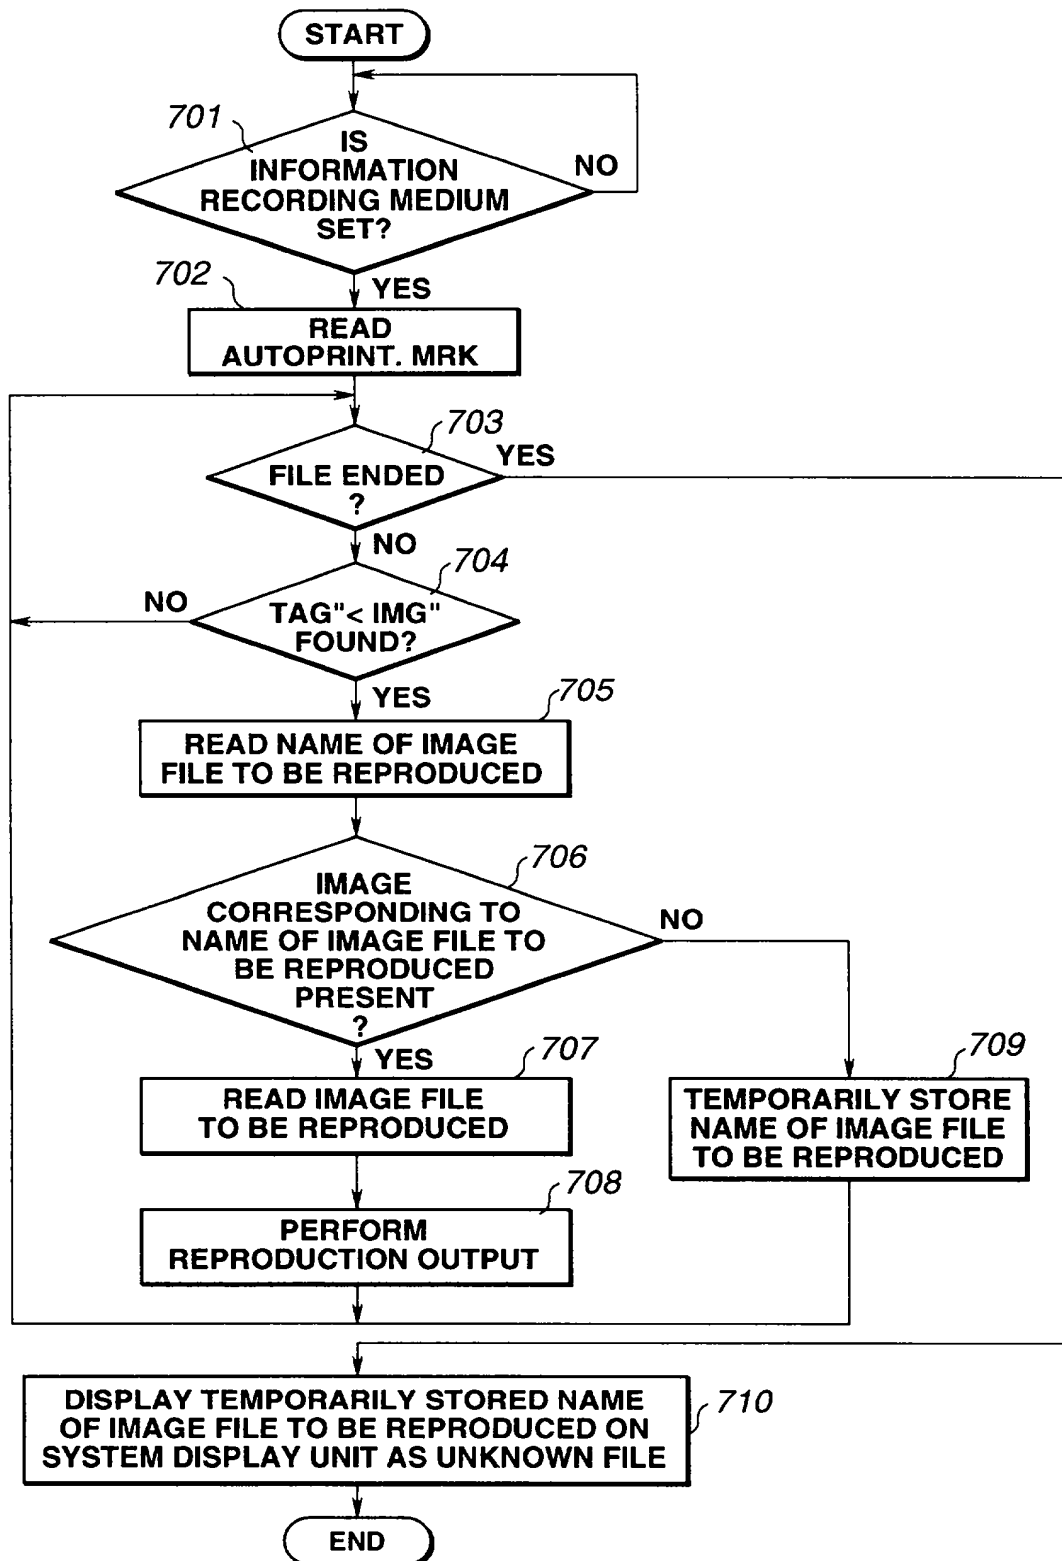 START
701
IS
INFORMATION
RECORDING MEDIUM
SET?
NO
702
YES
READ
AUTOPRINT. MRK
703
YES
FILE ENDED
?
NO
704
NO
TAG"< IMG"
FOUND?
YES
705
READ NAME OF IMAGE
FILE TO BE REPRODUCED
706
IMAGE
CORRESPONDING TO
NAME OF IMAGE FILE TO
BE REPRODUCED
PRESENT
?
NO
YES
707
READ IMAGE FILE
TO BE REPRODUCED
709
TEMPORARILY STORE
NAME OF IMAGE FILE
TO BE REPRODUCED
708
PERFORM
REPRODUCTION OUTPUT
DISPLAY TEMPORARILY STORED NAME
OF IMAGE FILE TO BE REPRODUCED ON
SYSTEM DISPLAY UNIT AS UNKNOWN FILE
710
END